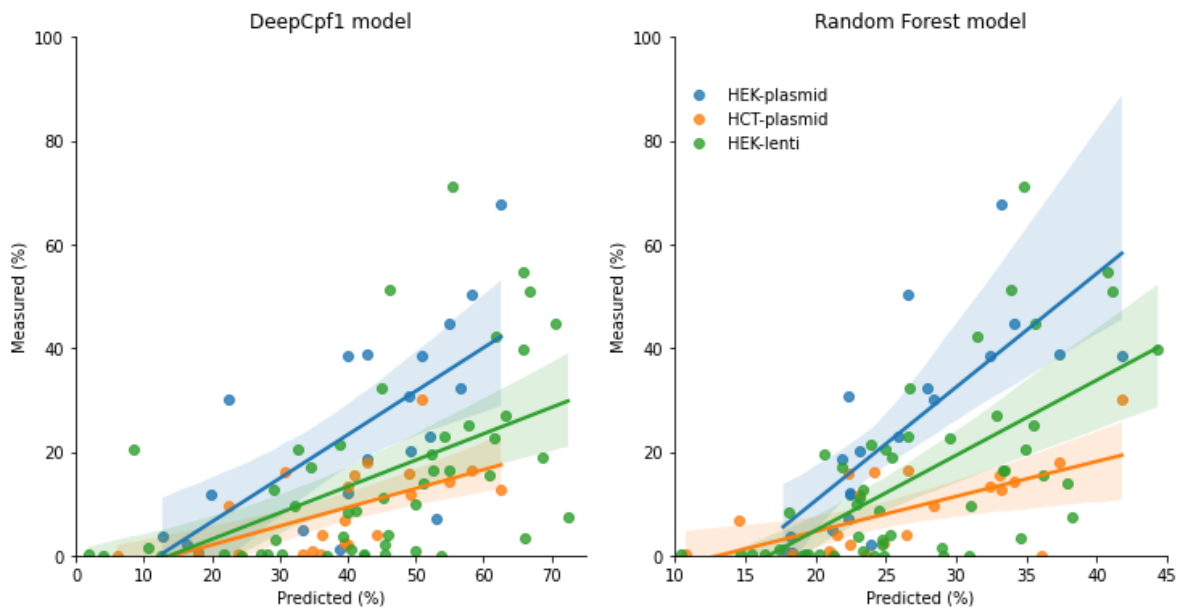 DeepCpf1 model
100
80
60
40
20
0
Measured (%)
0 10 20 30 40 50 60 70
Predicted (%)
Random Forest model
100
80
60
40
20
0
Measured (%)
HEK-plasmid
HCT-plasmid
HEK-lenti
10 15 20 25 30 35 40 45
Predicted (%)